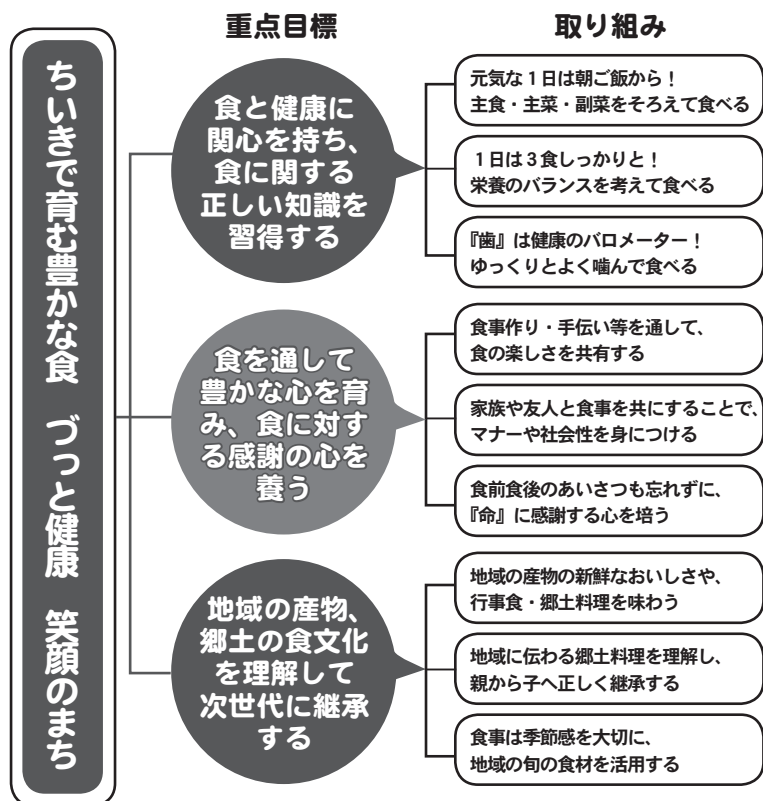 重点目標
取り組み
ちいきで育む豊かな食　づっと健康　笑顔のまち
食と健康に
関心を持ち、
食に関する
正しい知識を
習得する
元気な1日は朝ご飯から！
主食・主菜・副菜をそろえて食べる
1日は3食しっかりと！
栄養のバランスを考えて食べる
『歯』は健康のバロメーター！
ゆっくりとよく噛んで食べる
食を通して
豊かな心を育
み、食に対す
る感謝の心を
養う
食事作り・手伝い等を通して、
食の楽しさを共有する
家族や友人と食事を共にすることで、
マナーや社会性を身につける
食前食後のあいさつも忘れずに、
『命』に感謝する心を培う
地域の産物、
郷土の食文化
を理解して
次世代に継承
する
地域の産物の新鮮なおいしさや、
行事食・郷土料理を味わう
地域に伝わる郷土料理を理解し、
親から子へ正しく継承する
食事は季節感を大切に、
地域の旬の食材を活用する